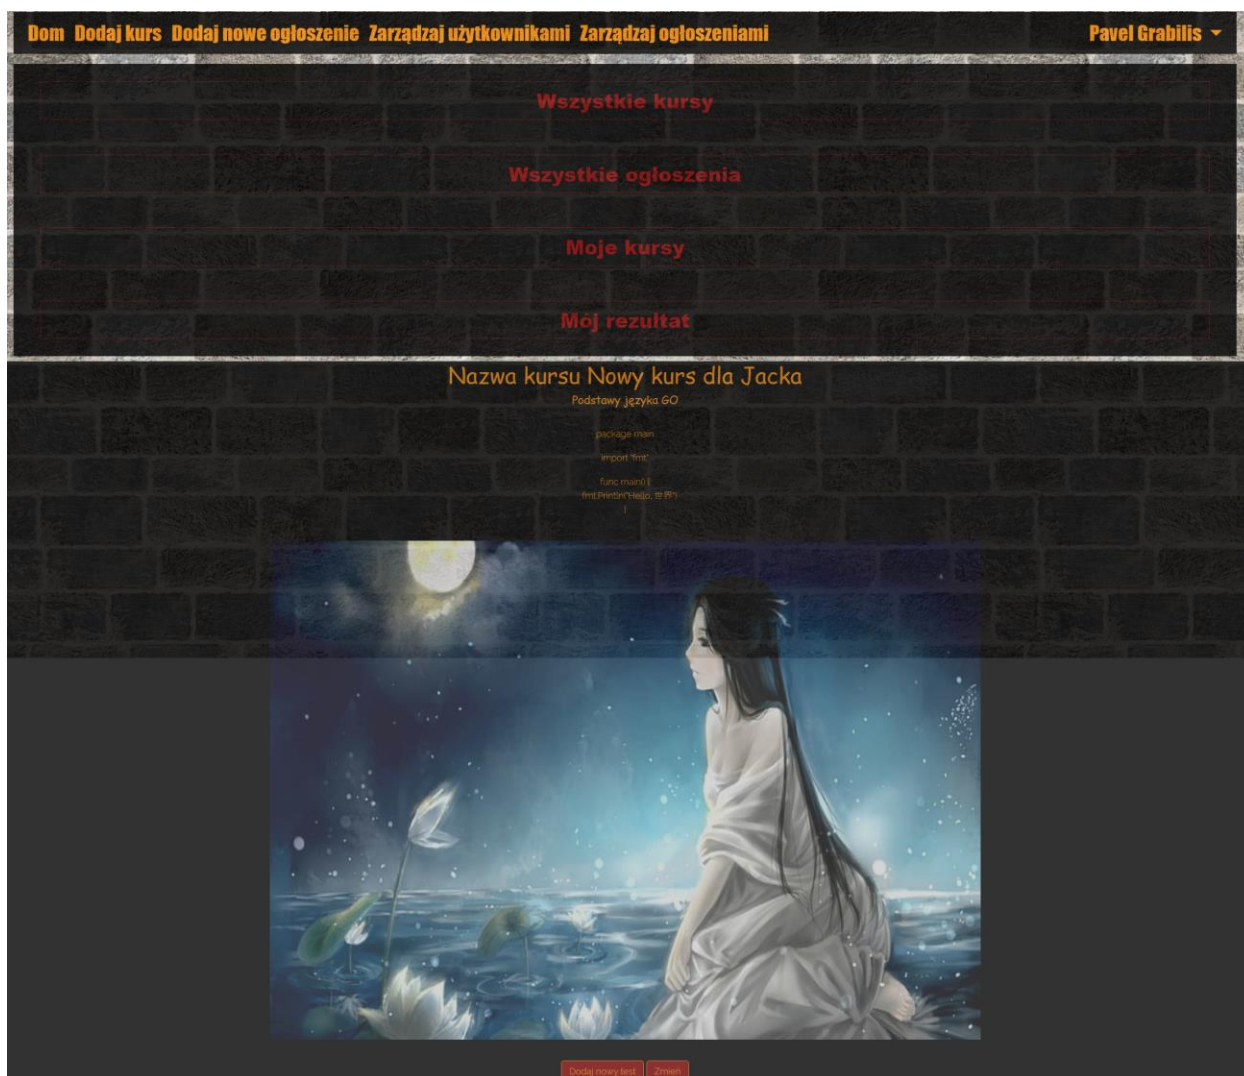 Dom Dodaj kurs Dodaj nowe ogłoszenie Zarządzaj użytkownikami Zarządzaj ogłoszeniami Pavel Grabilis
Wszystkie kursy
Wszystkie ogłoszenia
Moje kursy
Mój rezultat
Nazwa kursu Nowy kurs dla Jacka
Podstawy języka GO
package main
import "fmt"
func main() {
fmt.Println("Hello, 世界")
}
Dodaj nowy test Zmień